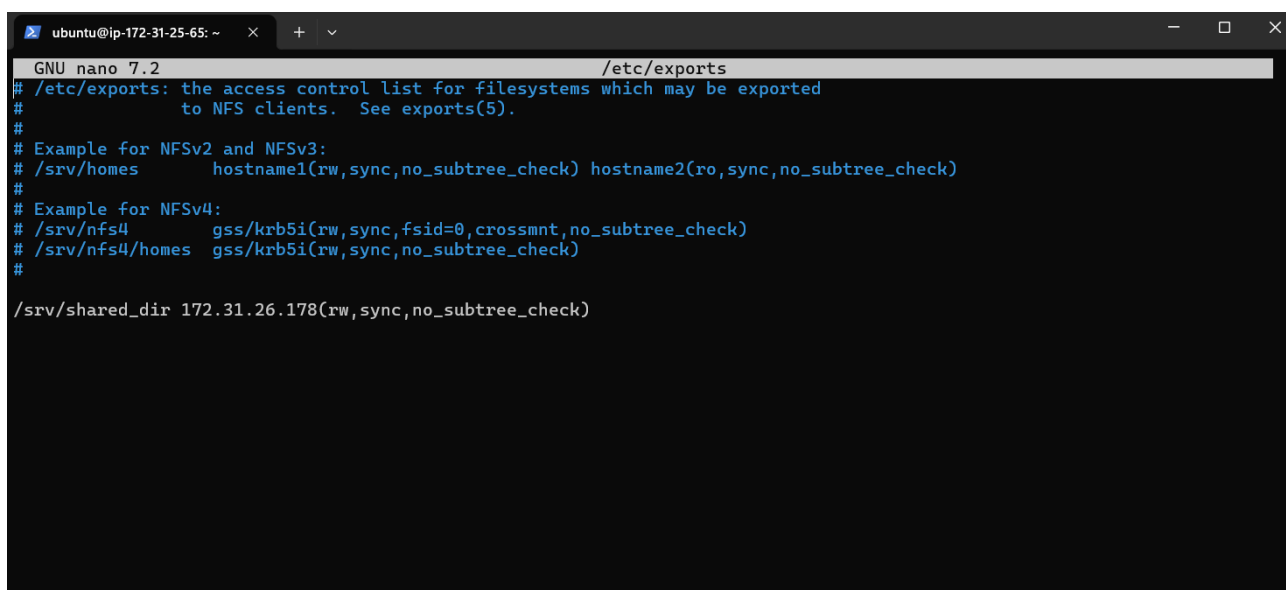 ubuntu@ip-172-31-25-65: ~
GNU nano 7.2 /etc/exports
# /etc/exports: the access control list for filesystems which may be exported
#               to NFS clients.  See exports(5).
#
# Example for NFSv2 and NFSv3:
# /srv/homes       hostname1(rw,sync,no_subtree_check) hostname2(ro,sync,no_subtree_check)
#
# Example for NFSv4:
# /srv/nfs4        gss/krb5i(rw,sync,fsid=0,crossmnt,no_subtree_check)
# /srv/nfs4/homes  gss/krb5i(rw,sync,no_subtree_check)
#
/srv/shared_dir 172.31.26.178(rw,sync,no_subtree_check)